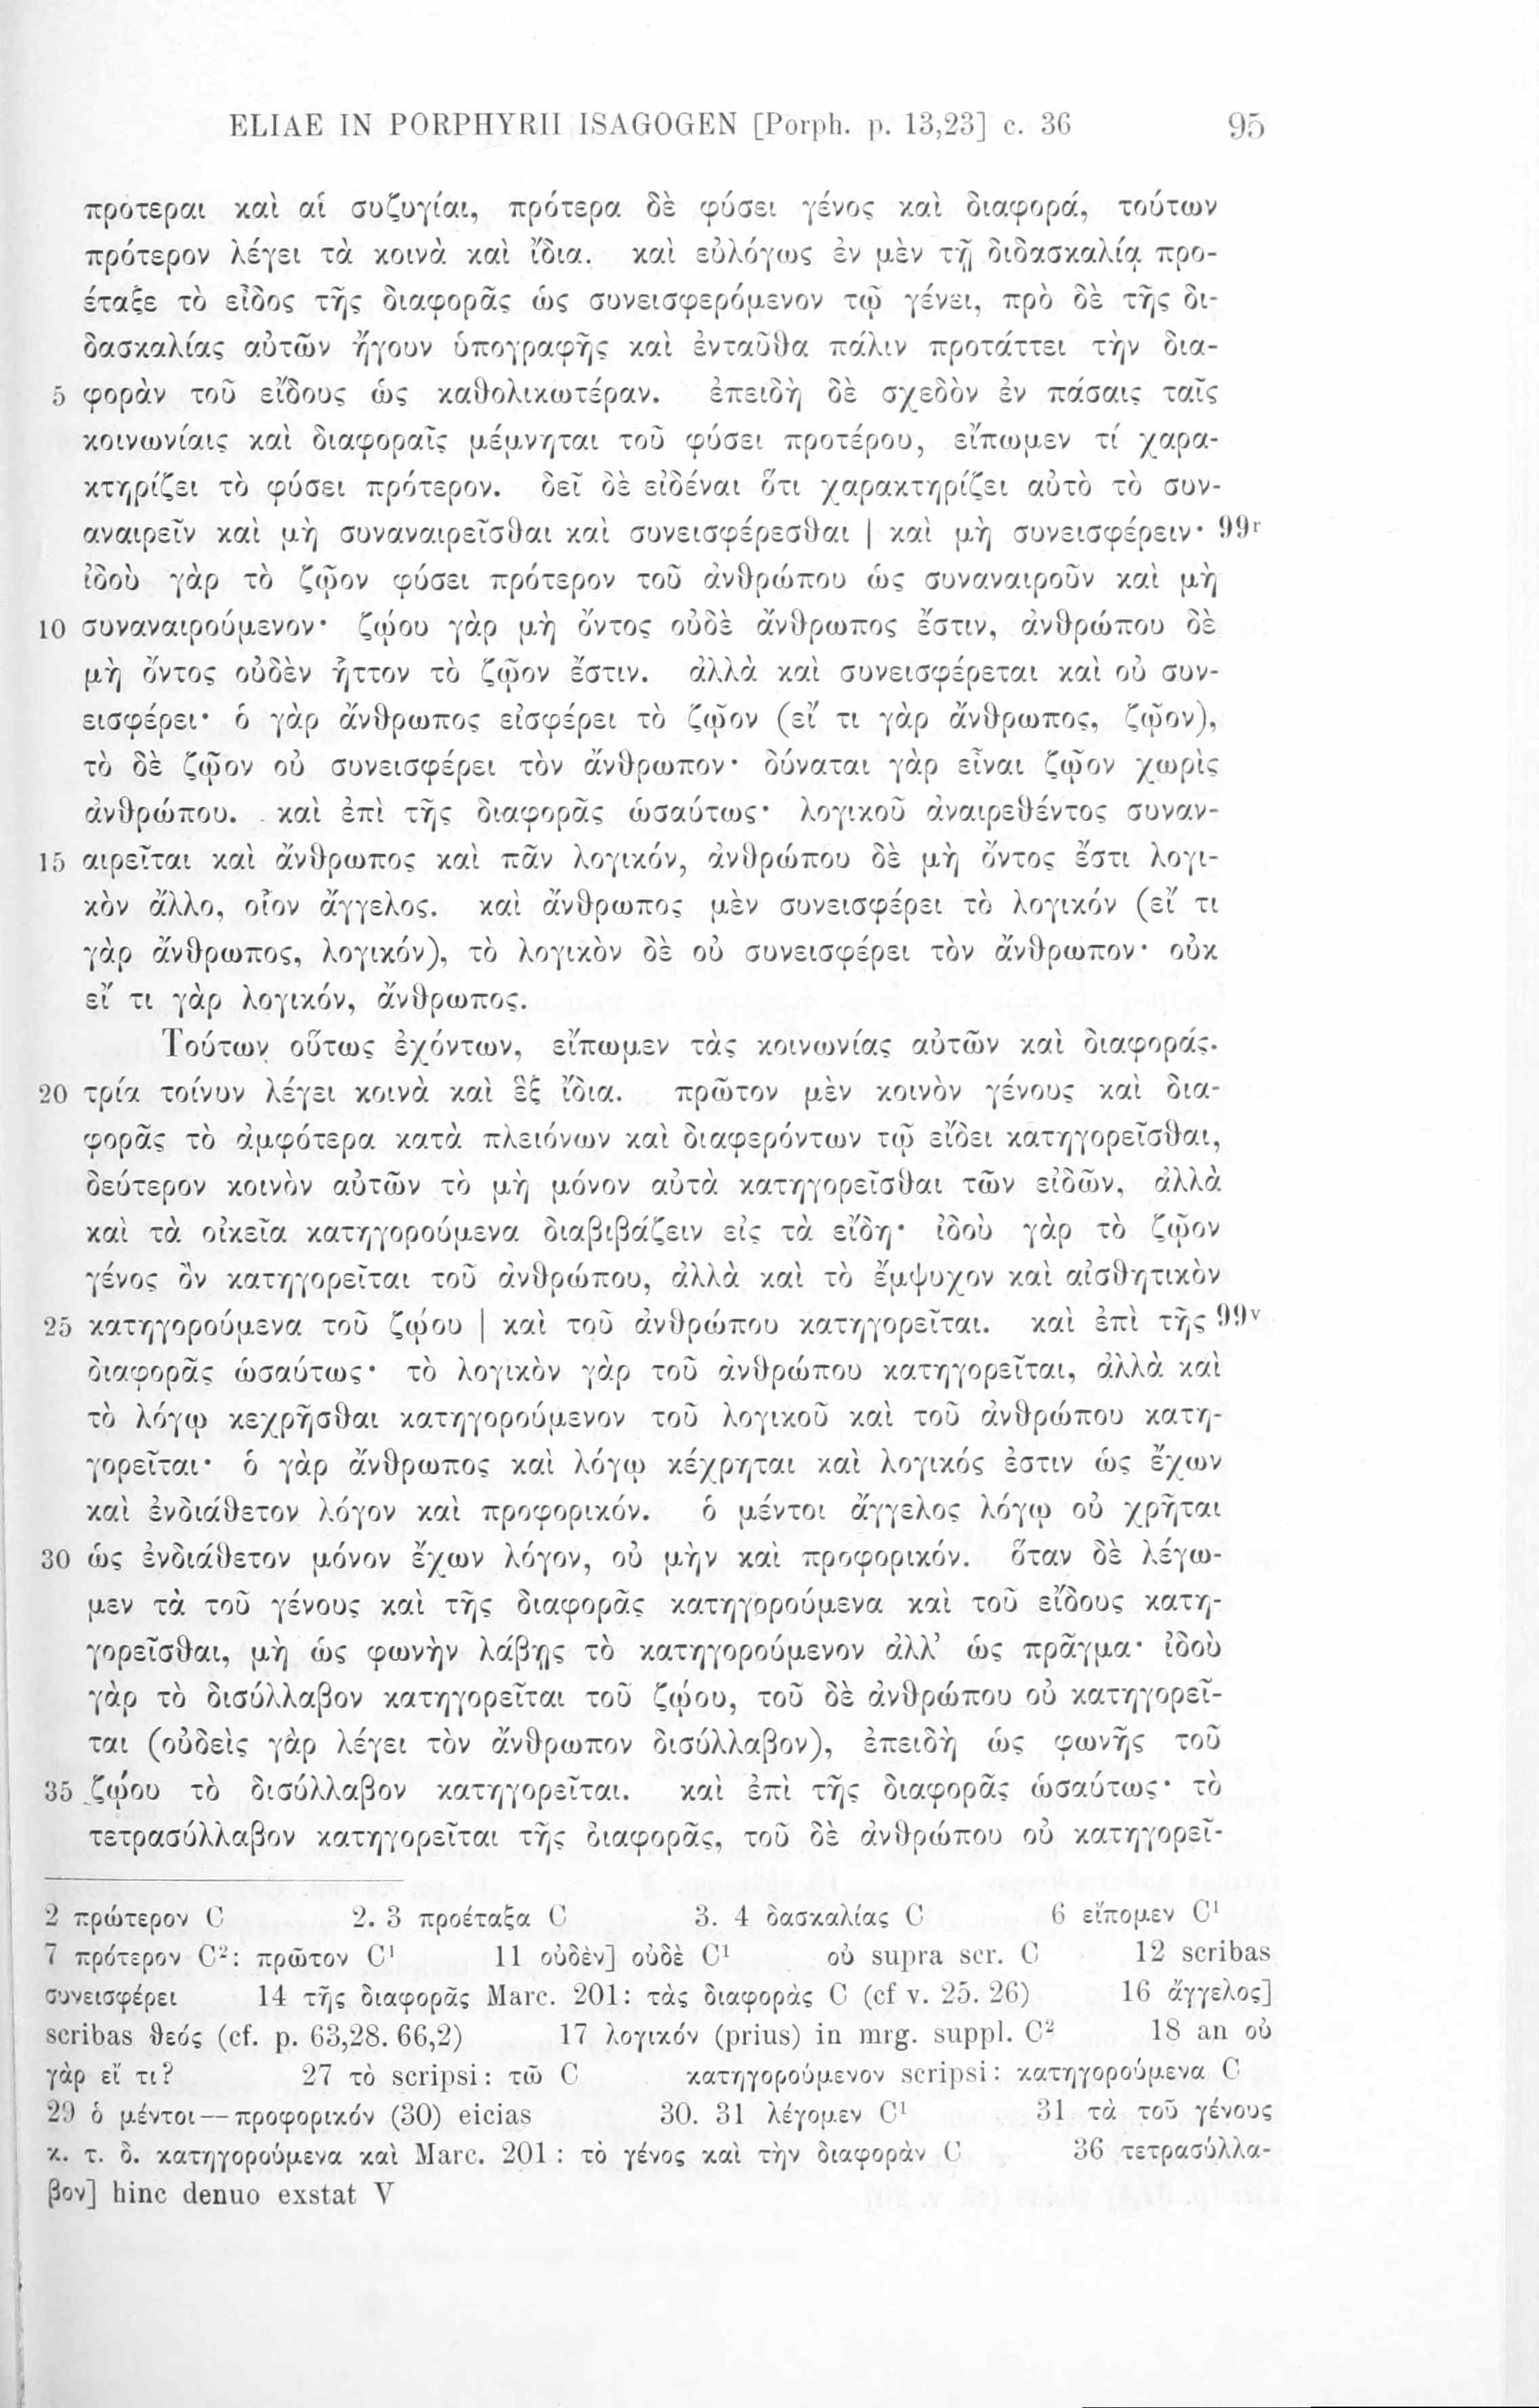 ELIAE IN PORPHYRII ISAGOGEN [Porph. p. 13,23] c. 36 95
πρότεραι καὶ αἱ συζυγίαι, πρότερα δὲ φύσει γένος καὶ διαφορά, τούτων
πρότερον λέγει τὰ κοινὰ καὶ ἴδια. καὶ εὐλόγως ἐν μὲν τῇ διδασκαλίᾳ προ-
έταξε τὸ εἶδος τῆς διαφορᾶς ὡς συνεισφερόμενον τῷ γένει, πρὸ δὲ τῆς δι-
δασκαλίας αὐτῶν ἤγουν ὑπογραφῆς καὶ ἐνταῦθα πάλιν προτάττει τὴν δια-
5 φορὰν τοῦ εἴδους ὡς καθολικωτέραν. ἐπειδὴ δὲ σχεδὸν ἐν πάσαις ταῖς
κοινωνίαις καὶ διαφοραῖς μέμνηται τοῦ φύσει προτέρου, εἴπωμεν τί χαρα-
κτηρίζει τὸ φύσει πρότερον. δεῖ δὲ εἰδέναι ὅτι χαρακτηρίζει αὐτὸ τὸ συν-
αναιρεῖν καὶ μὴ συναναιρεῖσθαι καὶ συνεισφέρεσθαι | καὶ μὴ συνεισφέρειν· 99r
ἰδοὺ γὰρ τὸ ζῷον φύσει πρότερον τοῦ ἀνθρώπου ὡς συναναιροῦν καὶ μὴ
10 συναναιρούμενον· ζῴου γὰρ μὴ ὄντος οὐδὲ ἄνθρωπος ἔστιν, ἀνθρώπου δὲ
μὴ ὄντος οὐδὲν ἧττον τὸ ζῷον ἔστιν. ἀλλὰ καὶ συνεισφέρεται καὶ οὐ συν-
εισφέρει· ὁ γὰρ ἄνθρωπος εἰσφέρει τὸ ζῷον (εἴ τι γὰρ ἄνθρωπος, ζῷον),
τὸ δὲ ζῷον οὐ συνεισφέρει τὸν ἄνθρωπον· δύναται γὰρ εἶναι ζῷον χωρὶς
ἀνθρώπου. καὶ ἐπὶ τῆς διαφορᾶς ὡσαύτως· λογικοῦ ἀναιρεθέντος συναν-
15 αιρεῖται καὶ ἄνθρωπος καὶ πᾶν λογικόν, ἀνθρώπου δὲ μὴ ὄντος ἔστι λογι-
κὸν ἄλλο, οἷον ἄγγελος. καὶ ἄνθρωπος μὲν συνεισφέρει τὸ λογικόν (εἴ τι
γὰρ ἄνθρωπος, λογικόν), τὸ λογικὸν δὲ οὐ συνεισφέρει τὸν ἄνθρωπον· οὐκ
εἴ τι γὰρ λογικόν, ἄνθρωπος.
Τούτων οὕτως ἐχόντων, εἴπωμεν τὰς κοινωνίας αὐτῶν καὶ διαφοράς.
20 τρία τοίνυν λέγει κοινὰ καὶ ἓξ ἴδια. πρῶτον μὲν κοινὸν γένους καὶ δια-
φορᾶς τὸ ἀμφότερα κατὰ πλειόνων καὶ διαφερόντων τῷ εἴδει κατηγορεῖσθαι,
δεύτερον κοινὸν αὐτῶν τὸ μὴ μόνον αὐτὰ κατηγορεῖσθαι τῶν εἰδῶν, ἀλλὰ
καὶ τὰ οἰκεῖα κατηγορούμενα διαβιβάζειν εἰς τὰ εἴδη· ἰδοὺ γὰρ τὸ ζῷον
γένος ὂν κατηγορεῖται τοῦ ἀνθρώπου, ἀλλὰ καὶ τὸ ἔμψυχον καὶ αἰσθητικὸν
25 κατηγορούμενα τοῦ ζῴου | καὶ τοῦ ἀνθρώπου κατηγορεῖται. καὶ ἐπὶ τῆς 99v
διαφορᾶς ὡσαύτως· τὸ λογικὸν γὰρ τοῦ ἀνθρώπου κατηγορεῖται, ἀλλὰ καὶ
τὸ λόγῳ κεχρῆσθαι κατηγορούμενον τοῦ λογικοῦ καὶ τοῦ ἀνθρώπου κατη-
γορεῖται· ὁ γὰρ ἄνθρωπος καὶ λόγῳ κέχρηται καὶ λογικός ἐστιν ὡς ἔχων
καὶ ἐνδιάθετον λόγον καὶ προφορικόν. ὁ μέντοι ἄγγελος λόγῳ οὐ χρῆται
30 ὡς ἐνδιάθετον μόνον ἔχων λόγον, οὐ μὴν καὶ προφορικόν. ὅταν δὲ λέγω-
μεν τὰ τοῦ γένους καὶ τῆς διαφορᾶς κατηγορούμενα καὶ τοῦ εἴδους κατη-
γορεῖσθαι, μὴ ὡς φωνὴν λάβῃς τὸ κατηγορούμενον ἀλλ’ ὡς πρᾶγμα· ἰδοὺ
γὰρ τὸ δισύλλαβον κατηγορεῖται τοῦ ζῴου, τοῦ δὲ ἀνθρώπου οὐ κατηγορεῖ-
ται (οὐδεὶς γὰρ λέγει τὸν ἄνθρωπον δισύλλαβον), ἐπειδὴ ὡς φωνῆς τοῦ
35 ζῴου τὸ δισύλλαβον κατηγορεῖται. καὶ ἐπὶ τῆς διαφορᾶς ὡσαύτως· τὸ
τετρασύλλαβον κατηγορεῖται τῆς διαφορᾶς, τοῦ δὲ ἀνθρώπου οὐ κατηγορεῖ-
2 πρώτερον C 2. 3 προέταξα C 3. 4 δασκαλίας C 6 εἴπομεν C¹
7 πρότερον C²: πρῶτον C¹ 11 οὐδὲν] οὐδὲ C¹ οὐ supra scr. C 12 scribas
συνεισφέρει 14 τῆς διαφορᾶς Marc. 201: τὰς διαφορὰς C (cf v. 25. 26) 16 ἄγγελος]
scribas θεός (cf. p. 63,28. 66,2) 17 λογικόν (prius) in mrg. suppl. C² 18 an οὐ
γὰρ εἴ τι? 27 τὸ scripsi: τῶ C κατηγορούμενον scripsi: κατηγορούμενα C
29 ὁ μέντοι — προφορικόν (30) eicias 30. 31 λέγομεν C¹ 31 τὰ τοῦ γένους
κ. τ. δ. κατηγορούμενα καὶ Marc. 201: τὸ γένος καὶ τὴν διαφορὰν C 36 τετρασύλλα-
βον] hinc denuo exstat V